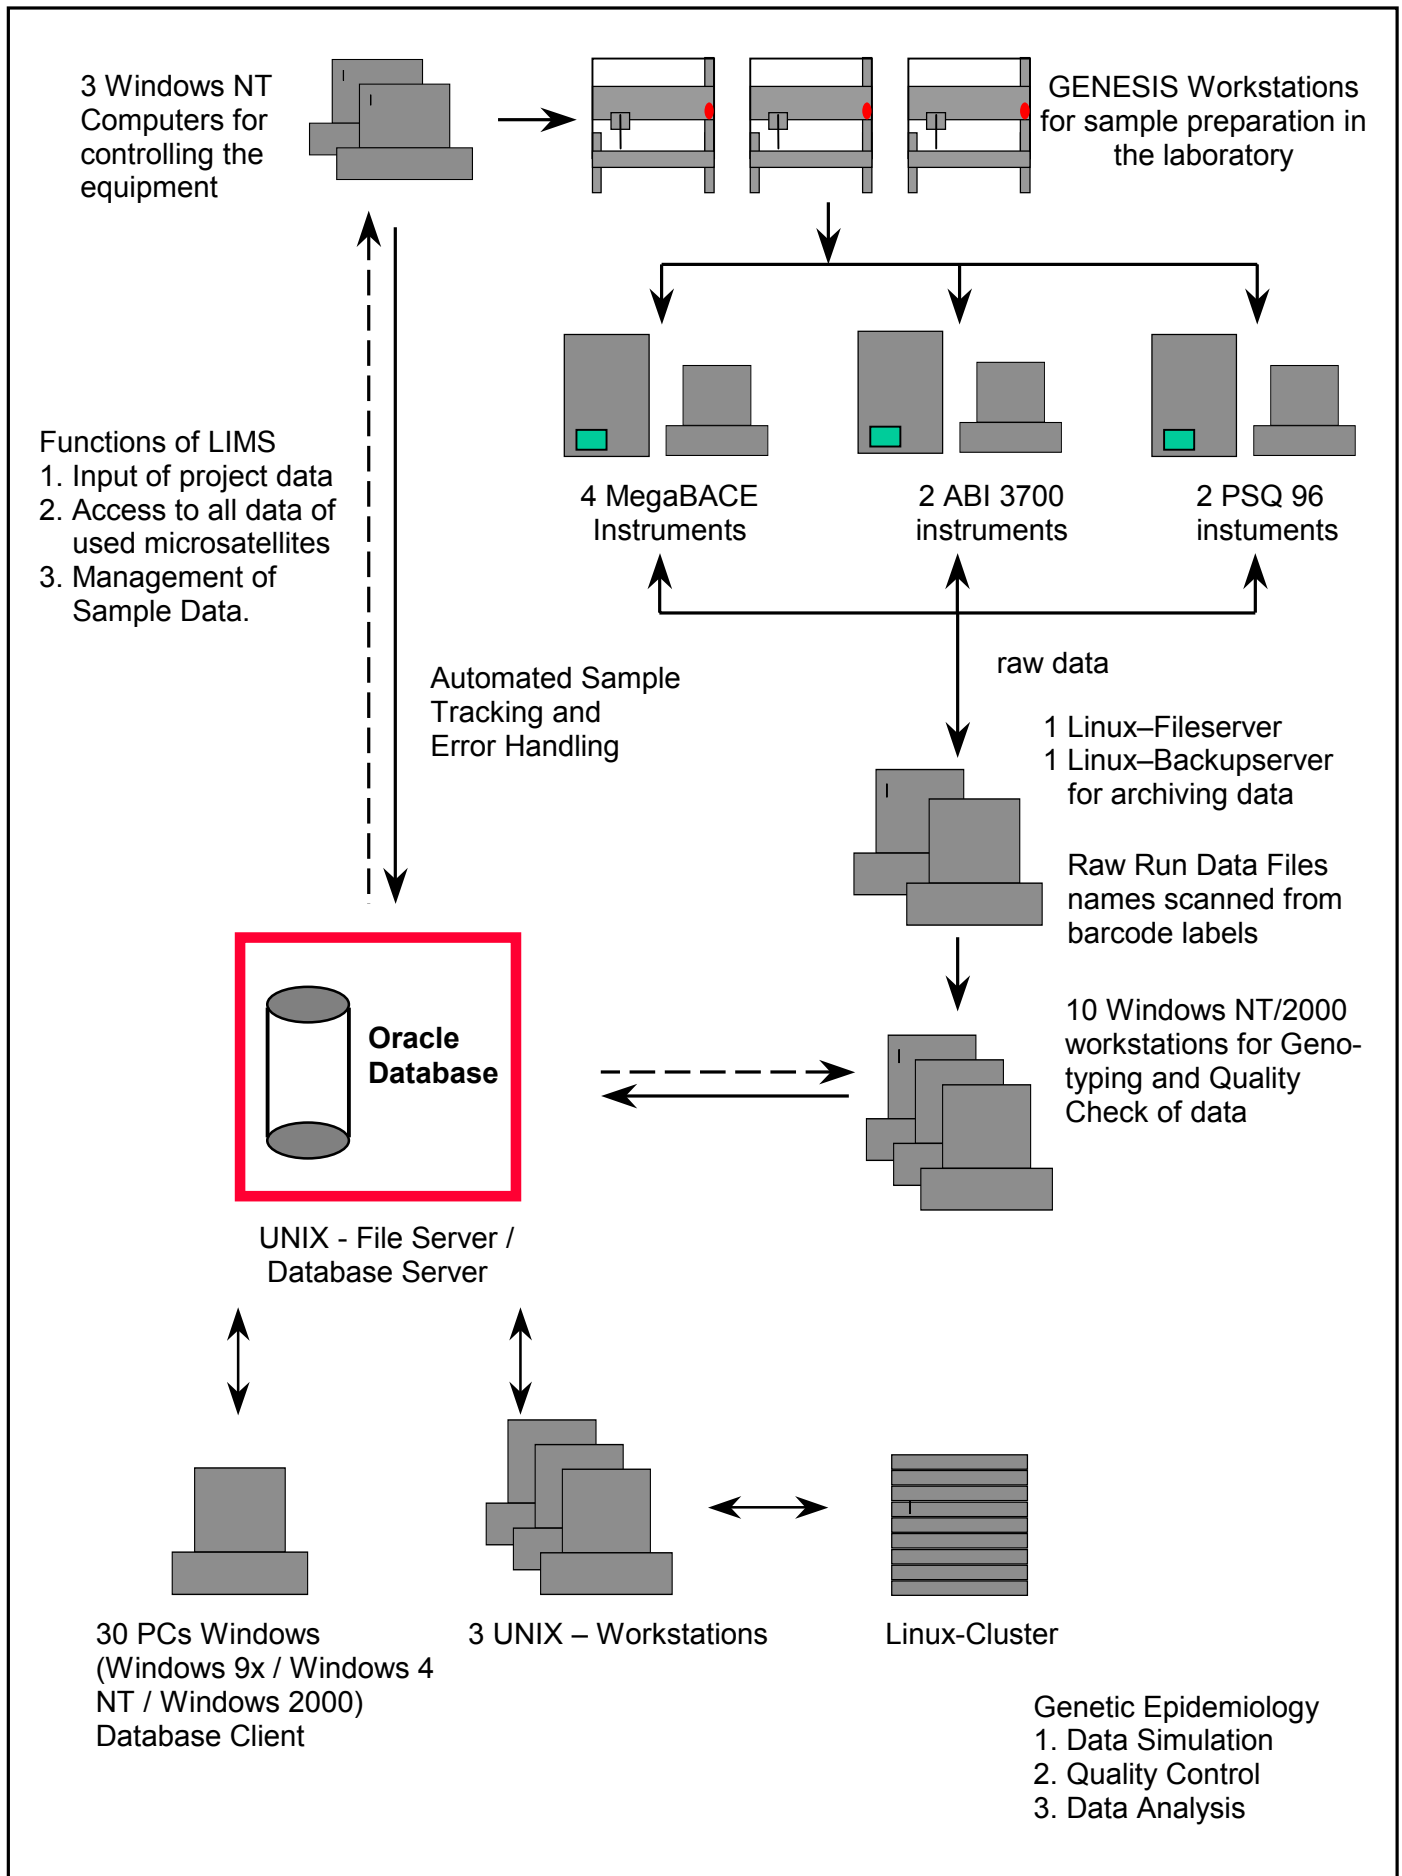 3 Windows NT
Computers for
controlling the
equipment
GENESIS Workstations
for sample preparation in
the laboratory
Functions of LIMS
1. Input of project data
2. Access to all data of
used microsatellites
3. Management of
Sample Data.
4 MegaBACE
Instruments
2 ABI 3700
instruments
2 PSQ 96
instuments
Automated Sample
Tracking and
Error Handling
raw data
1 Linux–Fileserver
1 Linux–Backupserver
for archiving data
Raw Run Data Files
names scanned from
barcode labels
Oracle
Database
10 Windows NT/2000
workstations for Geno-
typing and Quality
Check of data
UNIX - File Server /
Database Server
30 PCs Windows
(Windows 9x / Windows 4
NT / Windows 2000)
Database Client
3 UNIX – Workstations
Linux-Cluster
Genetic Epidemiology
1. Data Simulation
2. Quality Control
3. Data Analysis